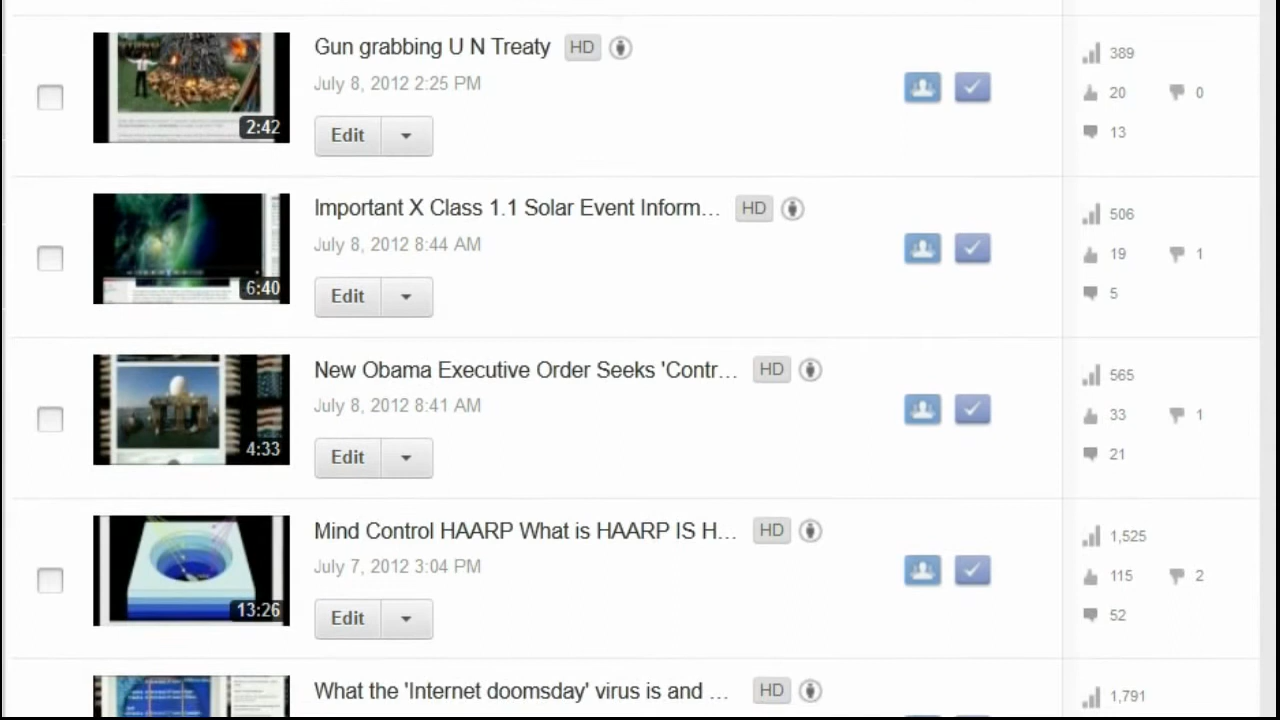 Gun grabbing U N Treaty HD
389
July 8, 2012 2:25 PM
20 0
2:42
Edit
13
Important X Class 1.1 Solar Event Inform... HD
506
July 8, 2012 8:44 AM
19 1
6:40
Edit
5
New Obama Executive Order Seeks 'Contr... HD
565
July 8, 2012 8:41 AM
33 1
4:33
Edit
21
Mind Control HAARP What is HAARP IS H... HD
1,525
July 7, 2012 3:04 PM
115 2
13:26
Edit
52
What the 'Internet doomsday' virus is and ... HD
1,791